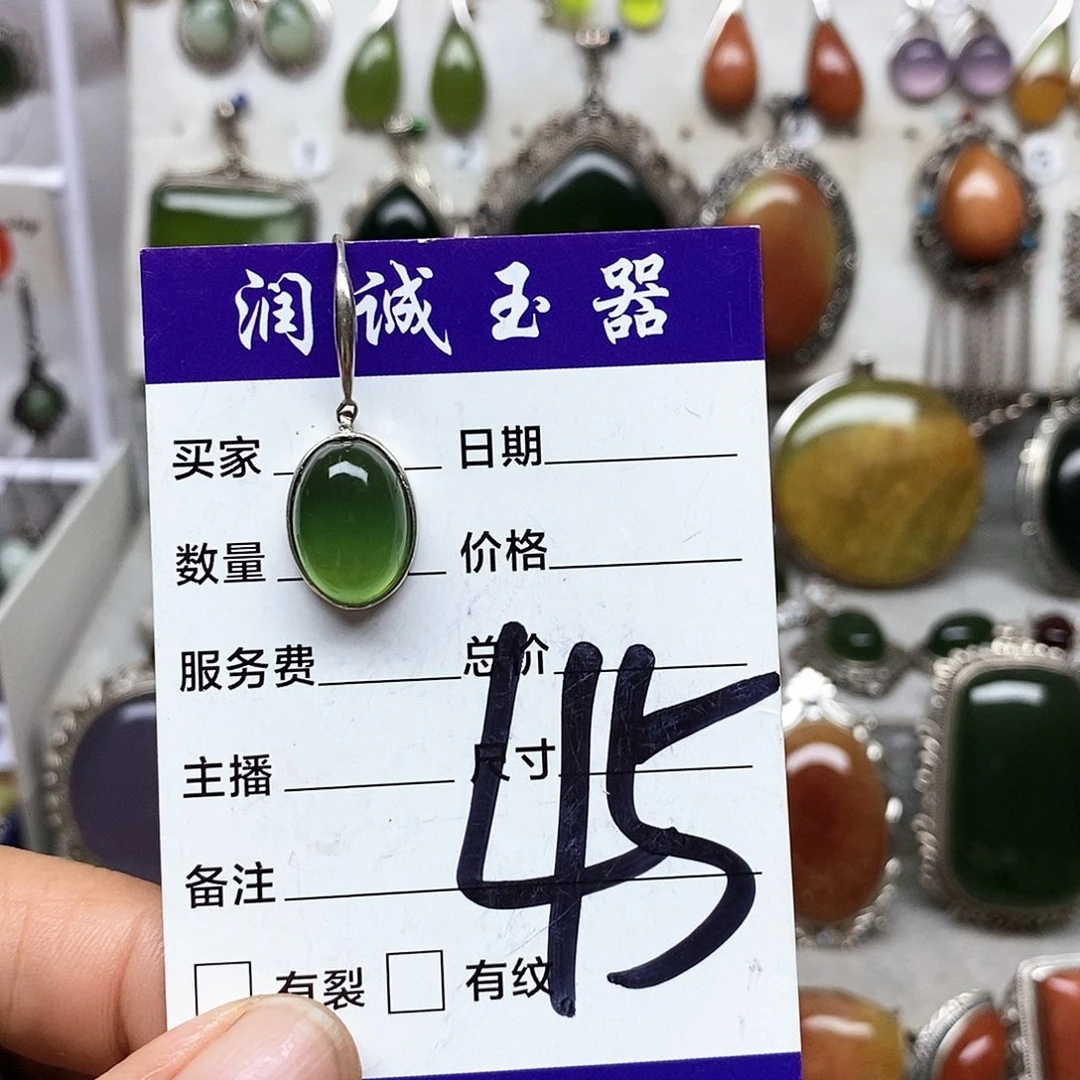 润诚玉器
买家 日期
数量 价格
服务费 总价
主播 尺寸
备注
有裂 有纹
45